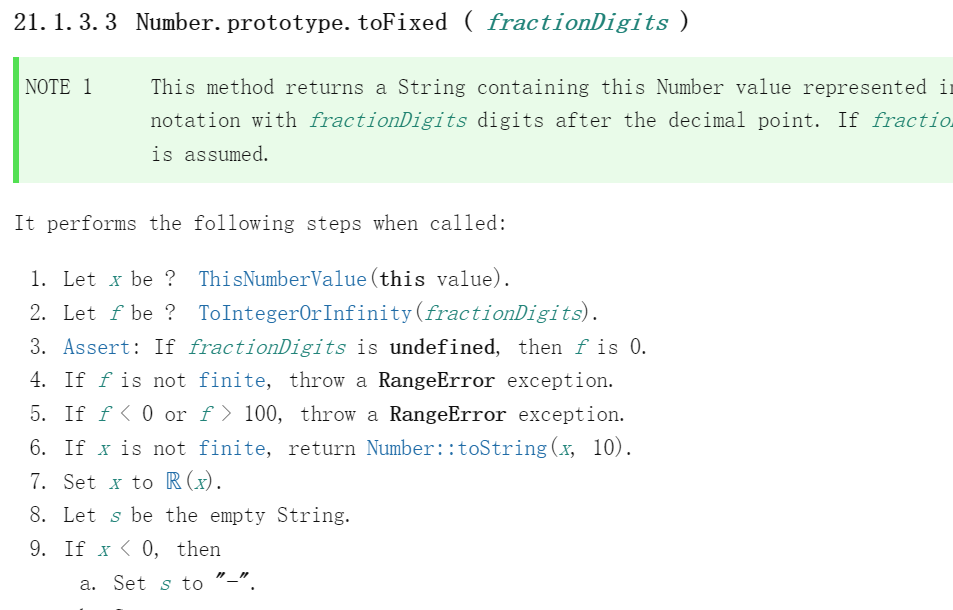 21.1.3.3 Number.prototype.toFixed ( fractionDigits )
NOTE 1 This method returns a String containing this Number value represented
notation with fractionDigits digits after the decimal point. If
is assumed.
It performs the following steps when called:
1. Let x be ? ThisNumberValue(this value).
2. Let f be ? ToIntegerOrInfinity(fractionDigits).
3. Assert: If fractionDigits is undefined, then f is 0.
4. If f is not finite, throw a RangeError exception.
5. If f < 0 or f > 100, throw a RangeError exception.
6. If x is not finite, return Number::toString(x, 10).
7. Set x to ℝ(x).
8. Let s be the empty String.
9. If x < 0, then
a. Set s to "-".